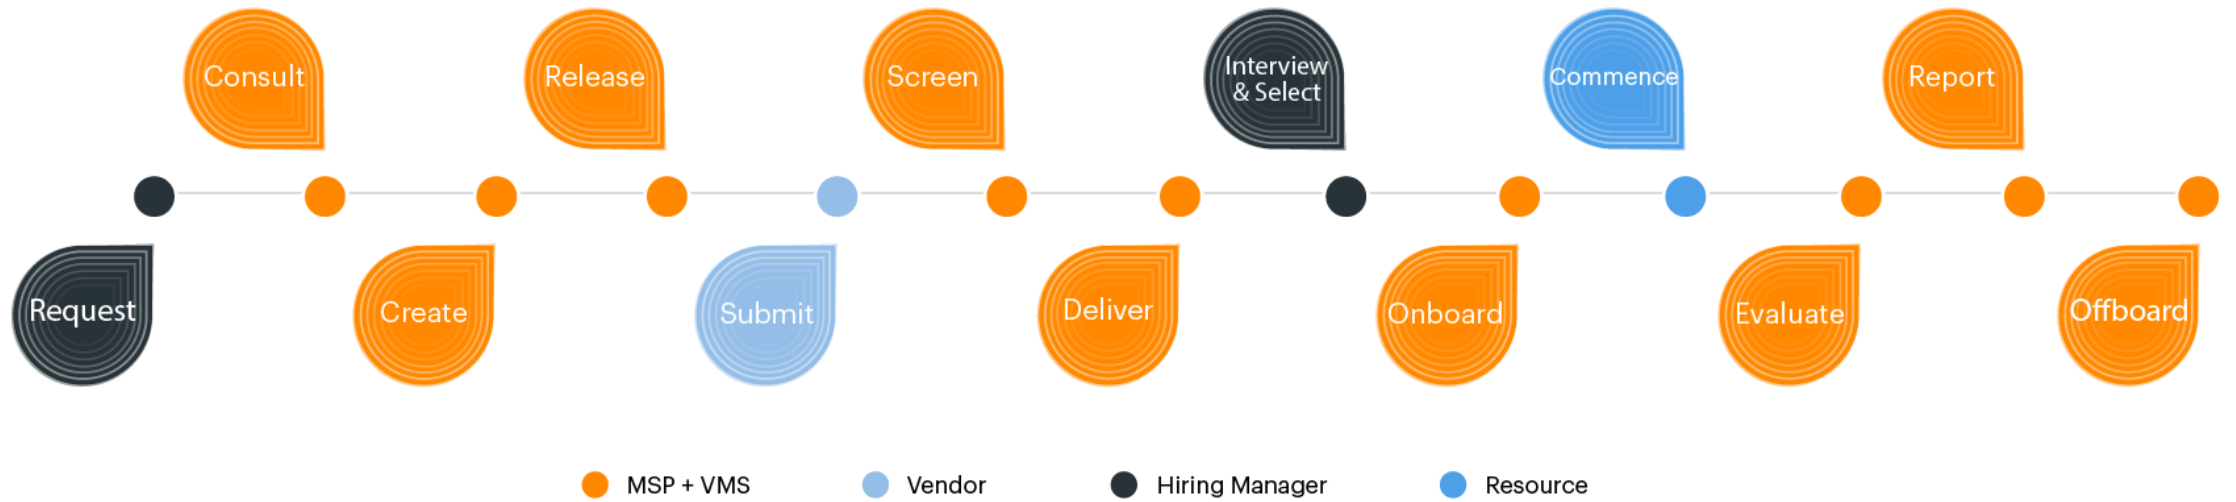 Consult
Release
Screen
Interview
& Select
Commence
Report
Request
Create
Submit
Deliver
Onboard
Evaluate
Offboard
MSP + VMS
Vendor
Hiring Manager
Resource